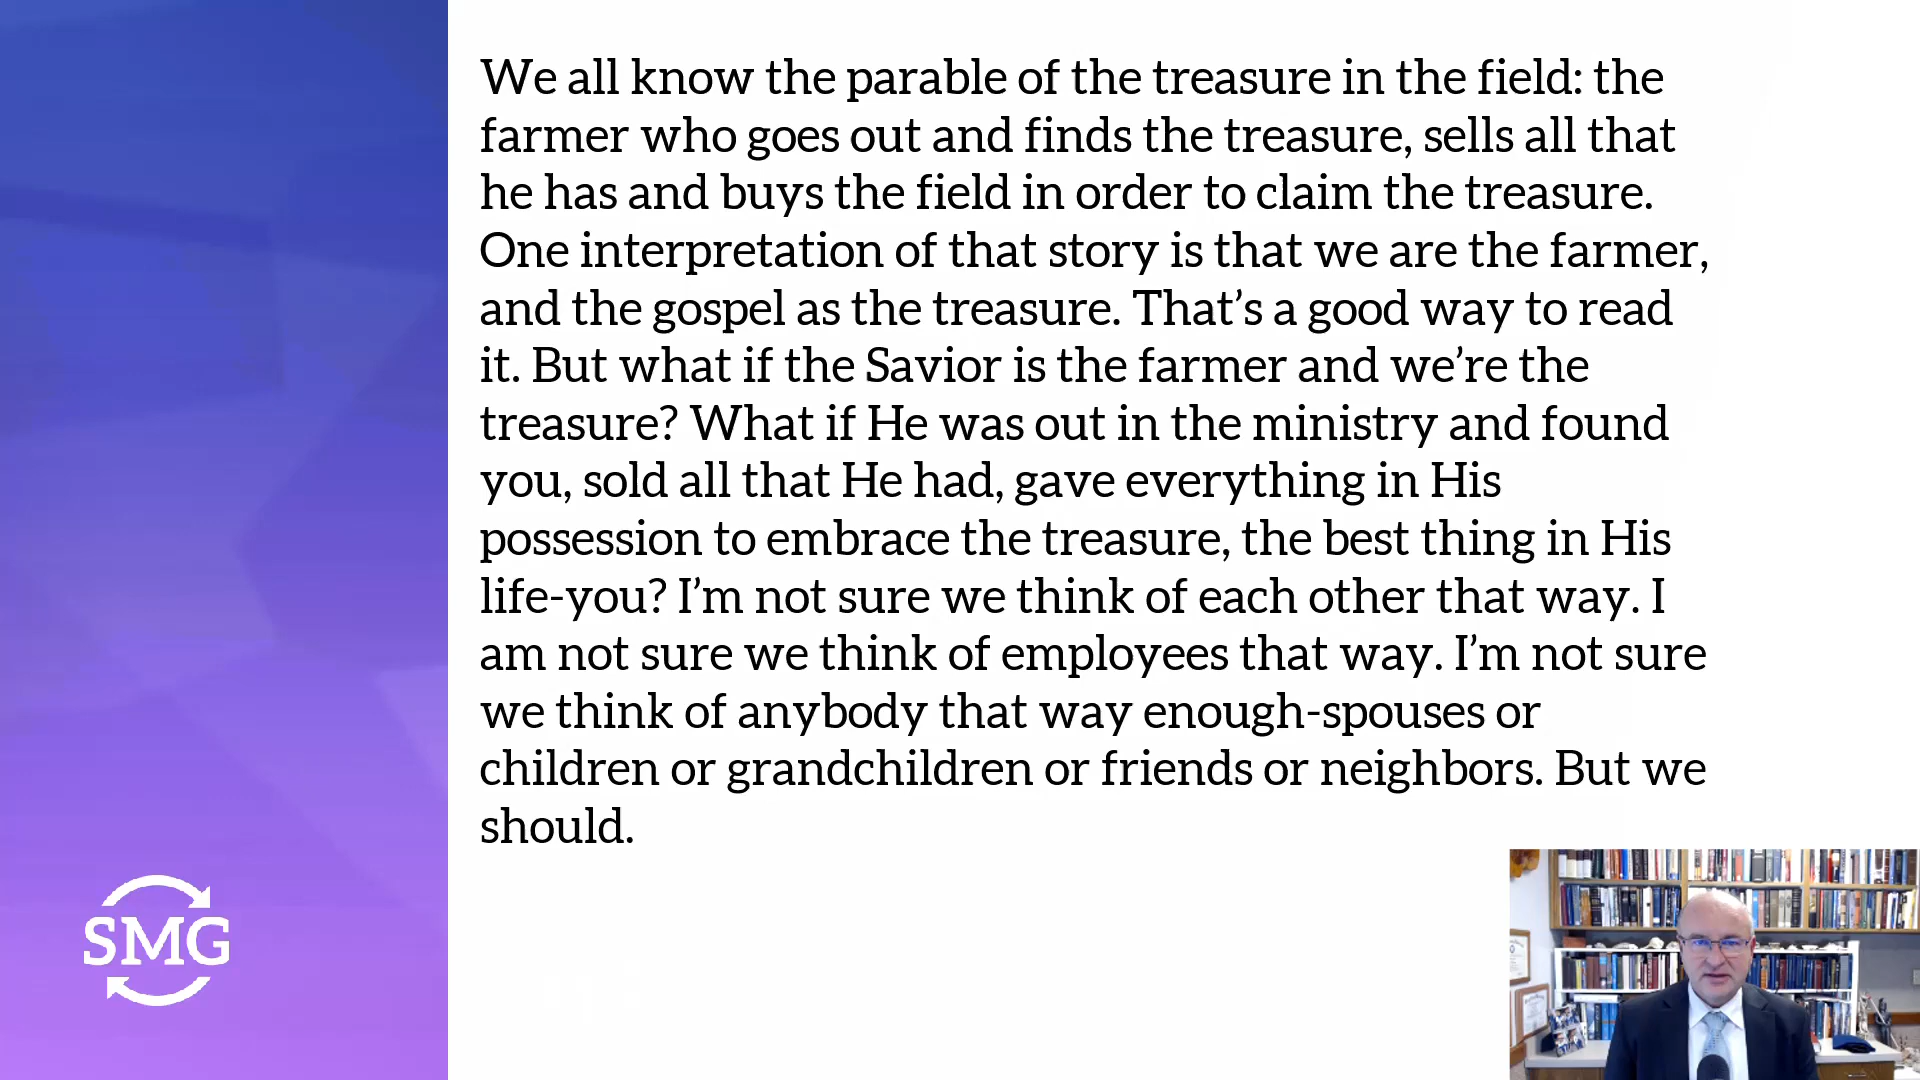 We all know the parable of the treasure in the field: the
farmer who goes out and finds the treasure, sells all that
he has and buys the field in order to claim the treasure.
One interpretation of that story is that we are the farmer,
and the gospel as the treasure. That’s a good way to read
it. But what if the Savior is the farmer and we’re the
treasure? What if He was out in the ministry and found
you, sold all that He had, gave everything in His
possession to embrace the treasure, the best thing in His
life-you? I’m not sure we think of each other that way. I
am not sure we think of employees that way. I’m not sure
we think of anybody that way enough-spouses or
children or grandchildren or friends or neighbors. But we
should.
SMG